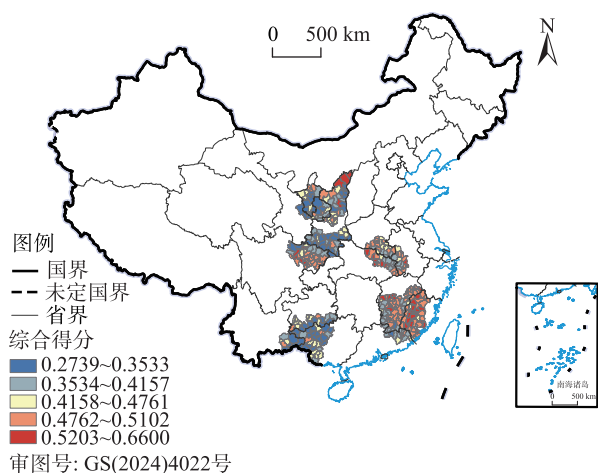 0 500 km
N
图例
国界
未定国界
省界
综合得分
0.2739~0.3533
0.3534~0.4157
0.4158~0.4761
0.4762~0.5102
0.5203~0.6600
审图号: GS(2024)4022号
南海诸岛
0 500 km